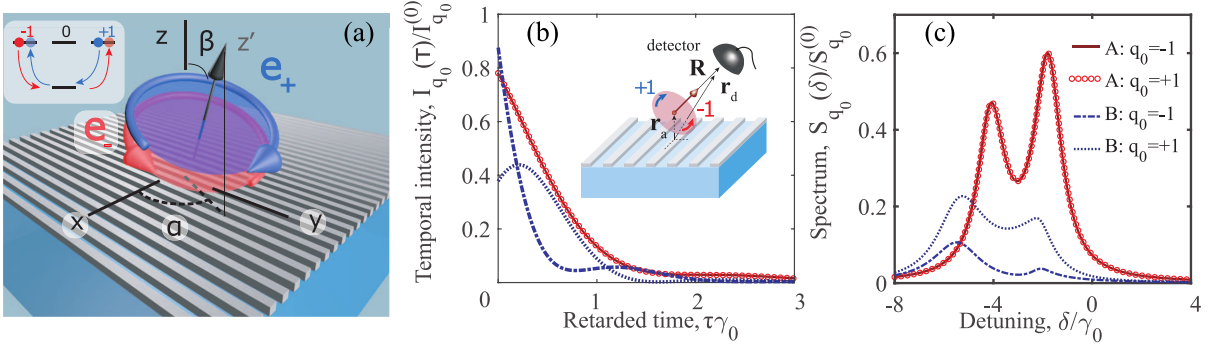 (a)
-1 0 +1
z β z′
e₊
e₋
x α y
(b)
Temporal intensity, I_q₀(τ)/I_q₀^(0)
1
0.8
0.6
0.4
0.2
0
0 1 2 3
Retarded time, τγ₀
detector
R
r_d
+1
-1
r_a
(c)
Spectrum, S_q₀(δ)/S_q₀^(0)
0.6
0.4
0.2
0
-8 -4 0 4
Detuning, δ/γ₀
A: q₀=-1
A: q₀=+1
B: q₀=-1
B: q₀=+1